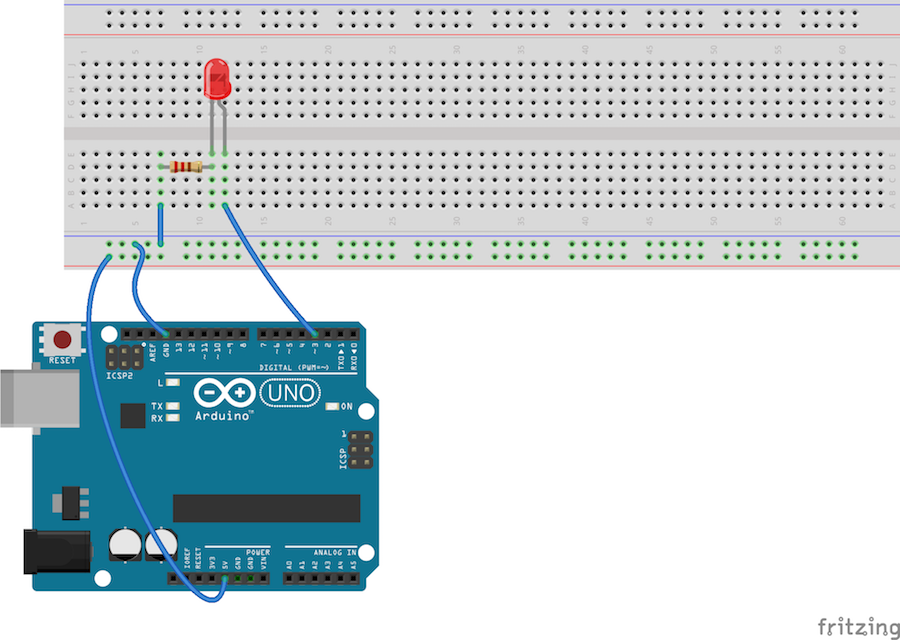 1 5 10 15 20 25 30 35 40 45 50 55 60
J J
I I
H H
G G
F F
E E
D D
C C
B B
A A
1 5 10 15 20 25 30 35 40 45 50 55 60
RESET
ICSP2
AREF GND 13 12 ~11 ~10 ~9 8 7 ~6 ~5 4 ~3 2 TXD▶1 RXD◀0
DIGITAL (PWM=~)
L
TX
RX
Arduino™
UNO
ON
1
ICSP
IOREF RESET 3V3 5V GND GND VIN
POWER
ANALOG IN
A0 A1 A2 A3 A4 A5
fritzing